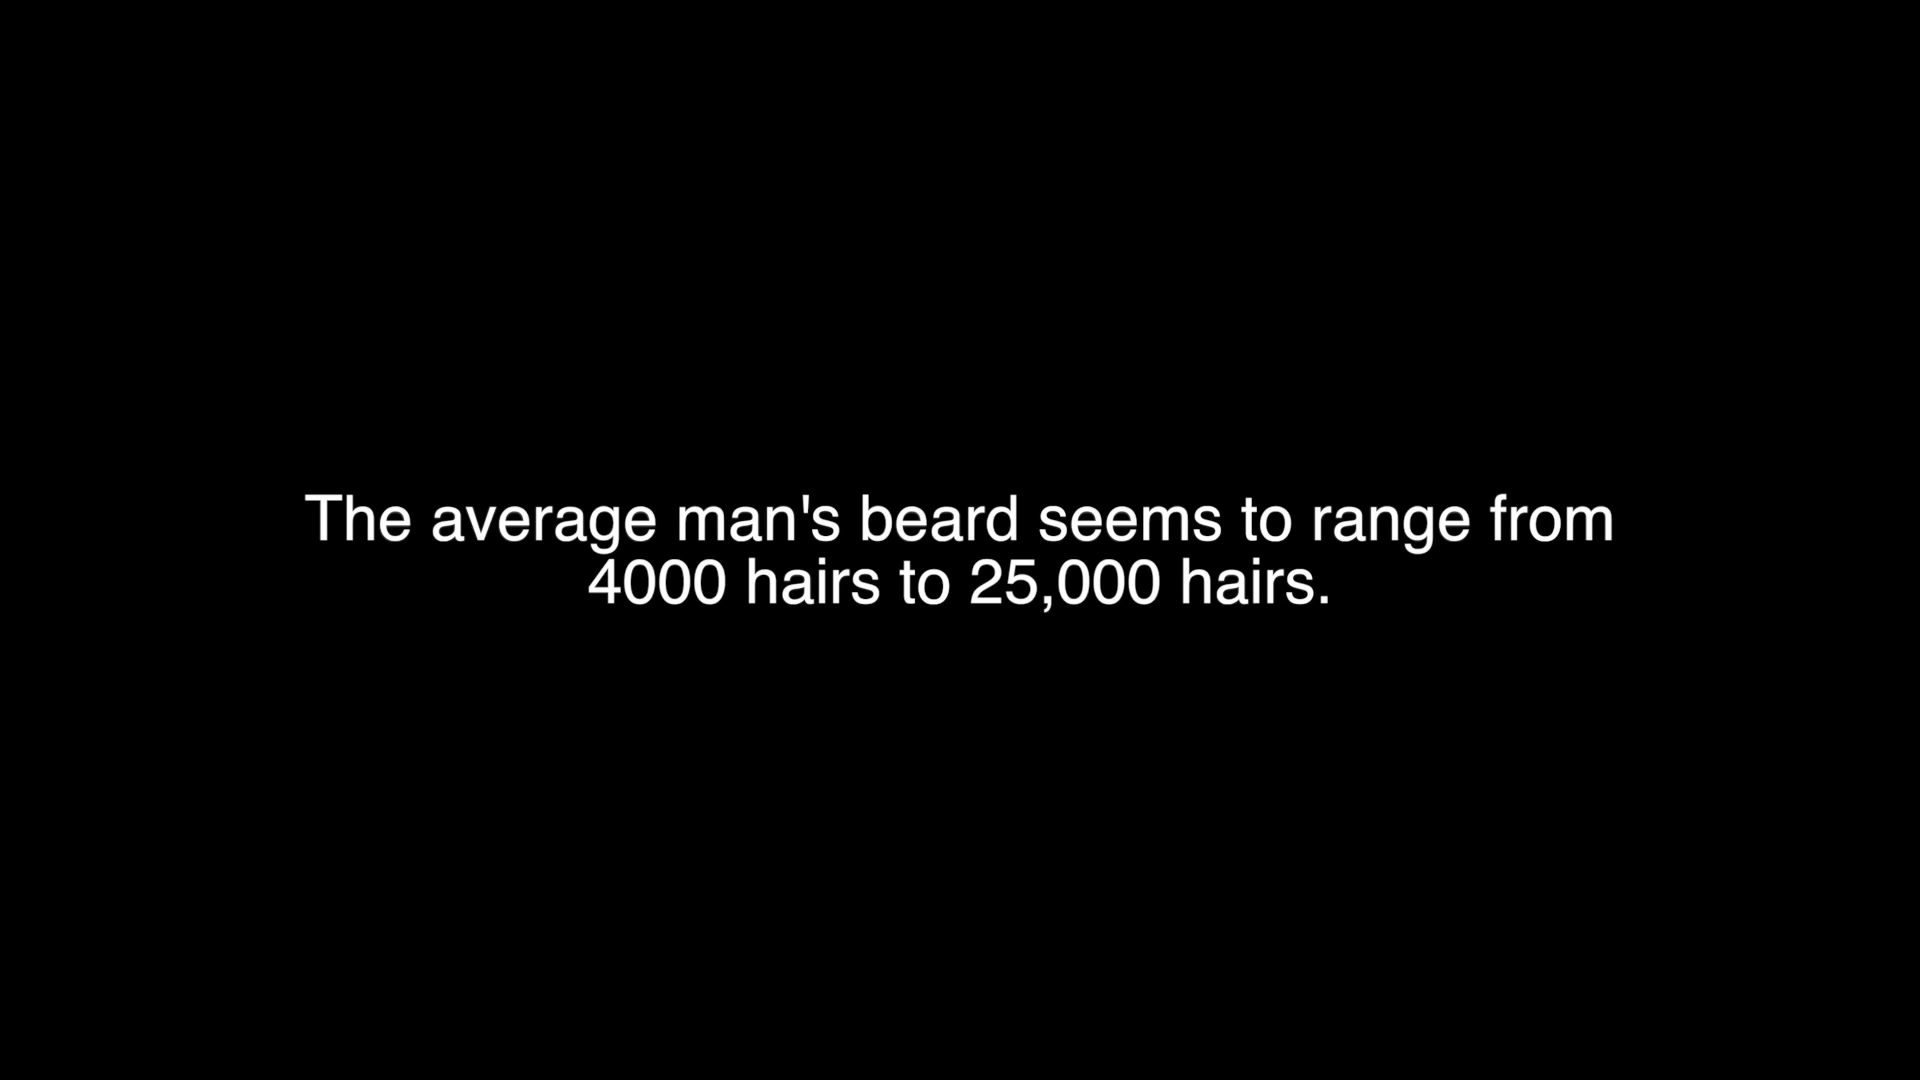 The average man's beard seems to range from
4000 hairs to 25,000 hairs.